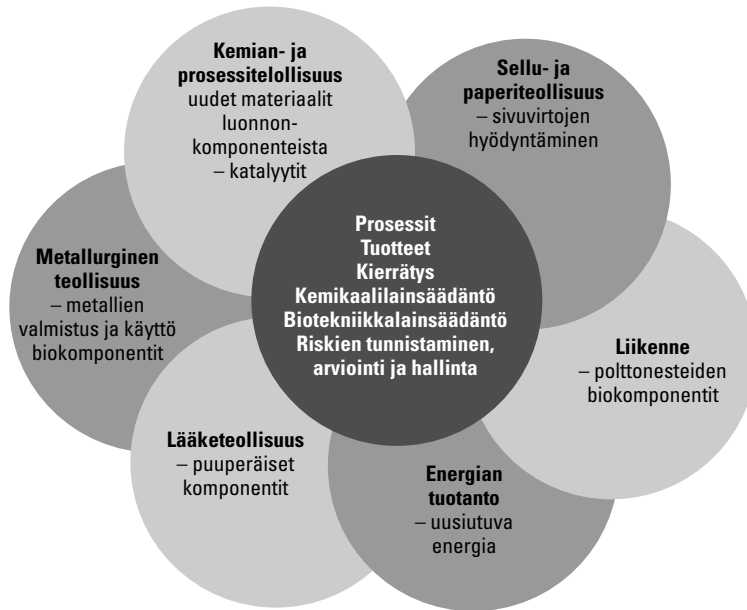 Kemian- ja
prosessitelollisuus
uudet materiaalit
luonnon-
komponenteista
– katalyytit
Sellu- ja
paperiteollisuus
– sivuvirtojen
hyödyntäminen
Prosessit
Tuotteet
Kierrätys
Kemikaalilainsäädäntö
Biotekniikkalainsäädäntö
Riskien tunnistaminen,
arviointi ja hallinta
Metallurginen
teollisuus
– metallien
valmistus ja käyttö
biokomponentit
Liikenne
– polttonesteiden
biokomponentit
Lääketeollisuus
– puuperäiset
komponentit
Energian
tuotanto
– uusiutuva
energia